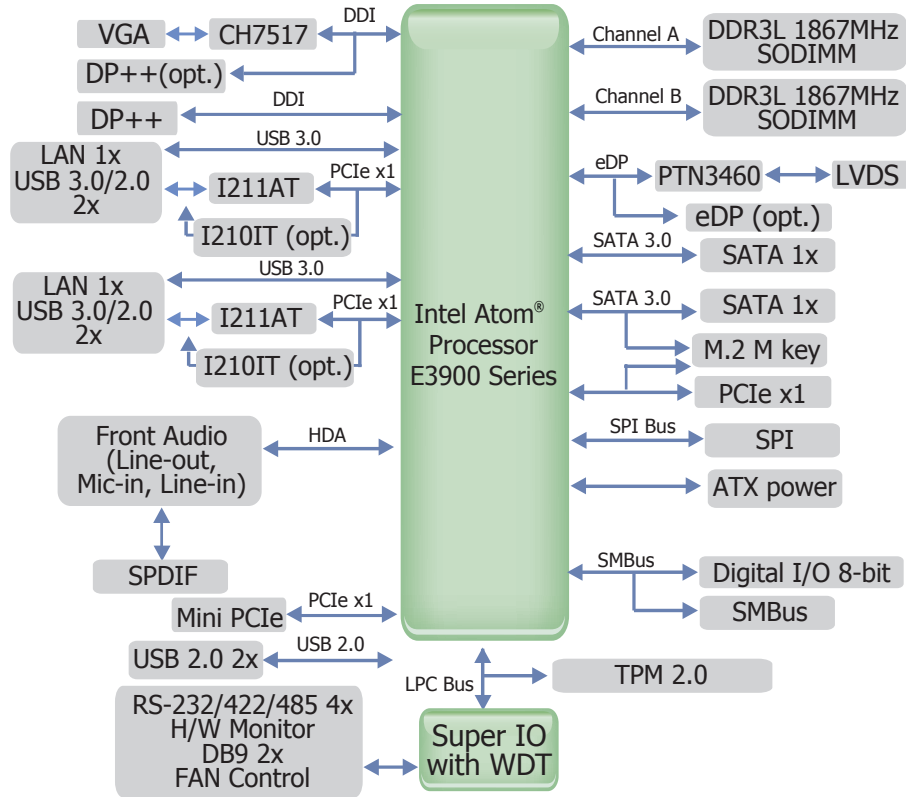 DDI
VGA
CH7517
DP++(opt.)
DDI
DP++
USB 3.0
LAN 1x
USB 3.0/2.0
2x
I211AT
PCIe x1
I210IT (opt.)
USB 3.0
LAN 1x
USB 3.0/2.0
2x
I211AT
PCIe x1
I210IT (opt.)
Front Audio
(Line-out,
Mic-in, Line-in)
HDA
SPDIF
Mini PCIe
PCIe x1
USB 2.0 2x
USB 2.0
RS-232/422/485 4x
H/W Monitor
DB9 2x
FAN Control
Intel Atom®
Processor
E3900 Series
LPC Bus
Super IO
with WDT
TPM 2.0
Channel A
DDR3L 1867MHz
SODIMM
Channel B
DDR3L 1867MHz
SODIMM
eDP
PTN3460
LVDS
eDP (opt.)
SATA 3.0
SATA 1x
SATA 3.0
SATA 1x
M.2 M key
PCIe x1
SPI Bus
SPI
ATX power
SMBus
Digital I/O 8-bit
SMBus